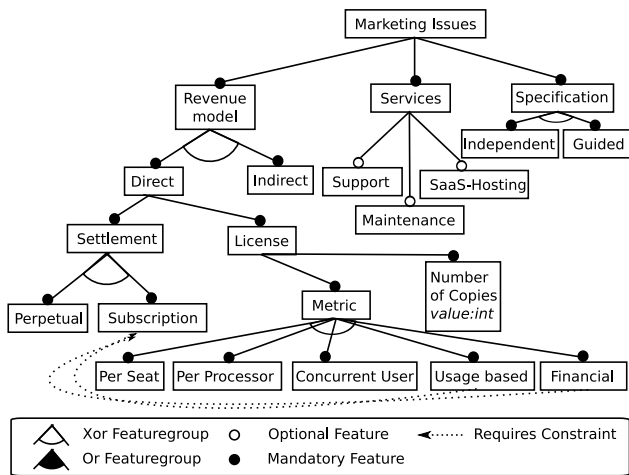 Marketing Issues
Revenue
model
Services
Specification
Independent
Guided
Direct
Indirect
Support
SaaS-Hosting
Maintenance
Settlement
License
Perpetual
Subscription
Metric
Number
of Copies
value:int
Per Seat
Per Processor
Concurrent User
Usage based
Financial
Xor Featuregroup
Optional Feature
Requires Constraint
Or Featuregroup
Mandatory Feature